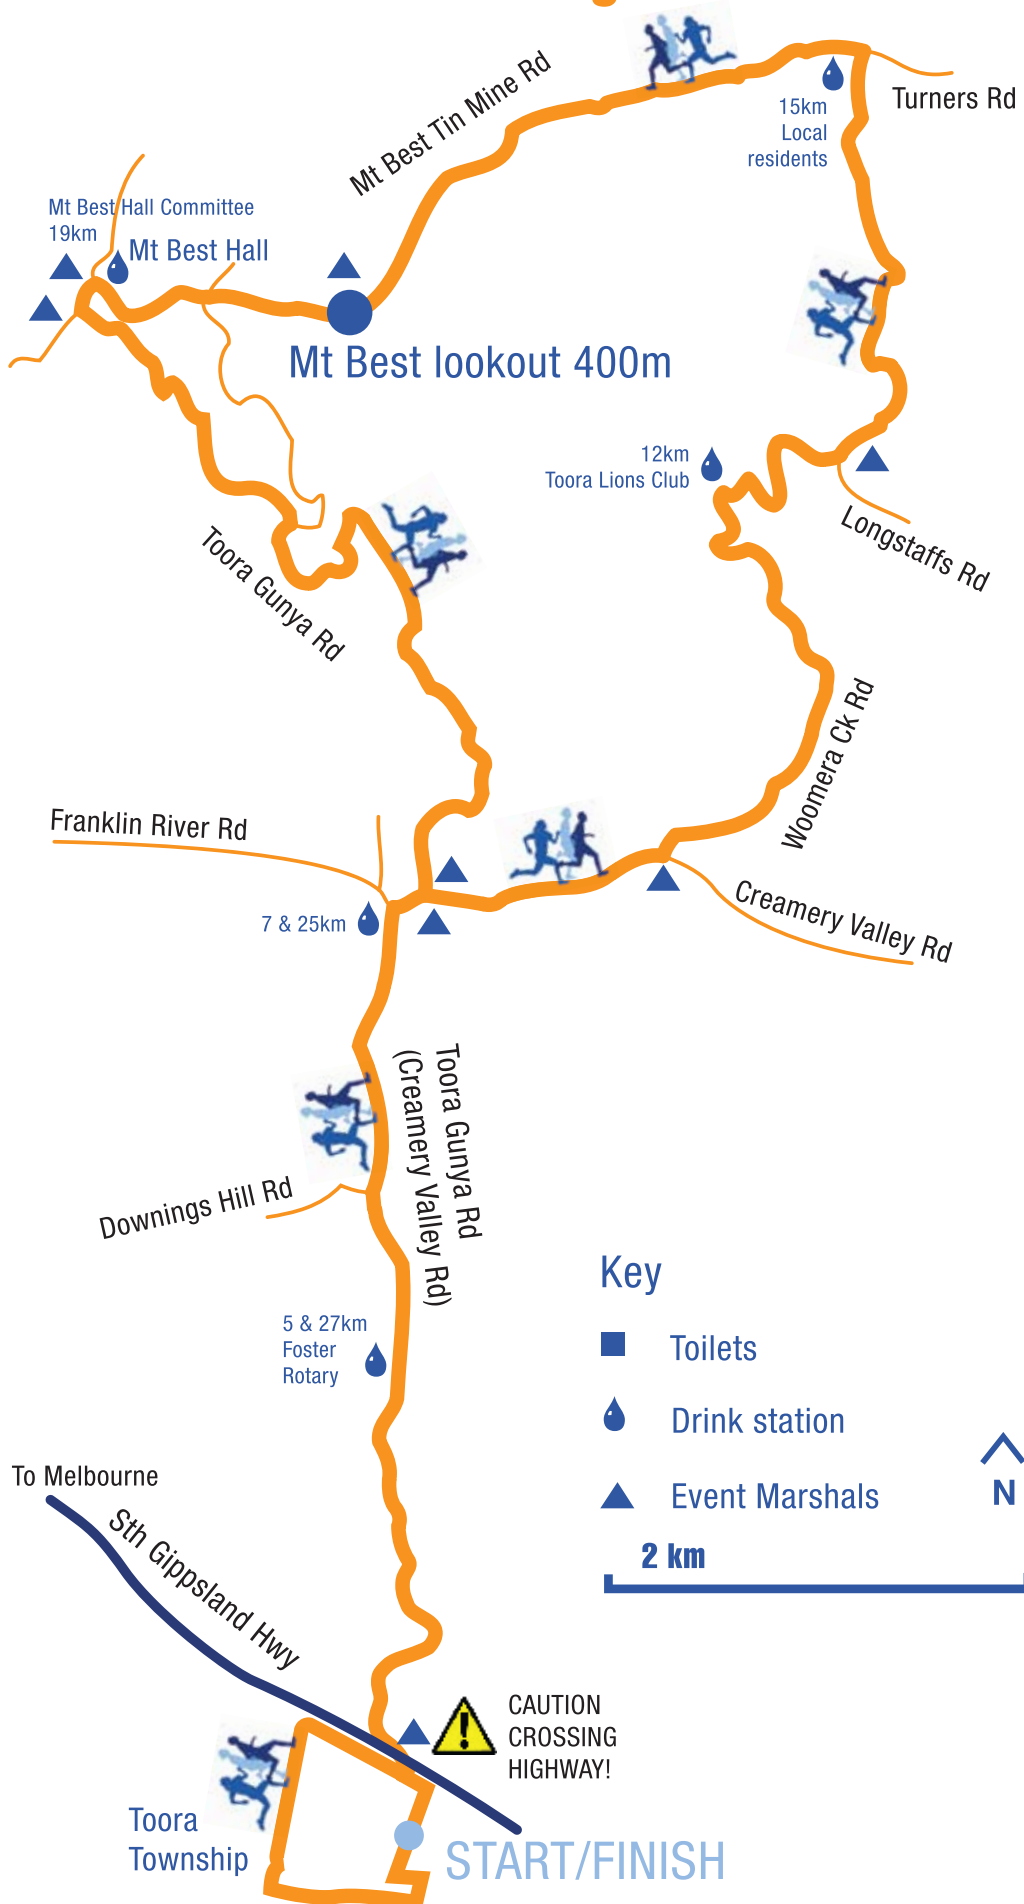 Mt Best Tin Mine Rd
Turners Rd
15km
Local
residents
Mt Best Hall Committee
19km
Mt Best Hall
Mt Best lookout 400m
12km
Toora Lions Club
Longstaffs Rd
Toora Gunya Rd
Woomera Ck Rd
Franklin River Rd
Creamery Valley Rd
7 & 25km
Toora Gunya Rd
(Creamery Valley Rd)
Downings Hill Rd
5 & 27km
Foster
Rotary
Key
Toilets
Drink station
Event Marshals
N
2 km
To Melbourne
Sth Gippsland Hwy
CAUTION
CROSSING
HIGHWAY!
Toora
Township
START/FINISH